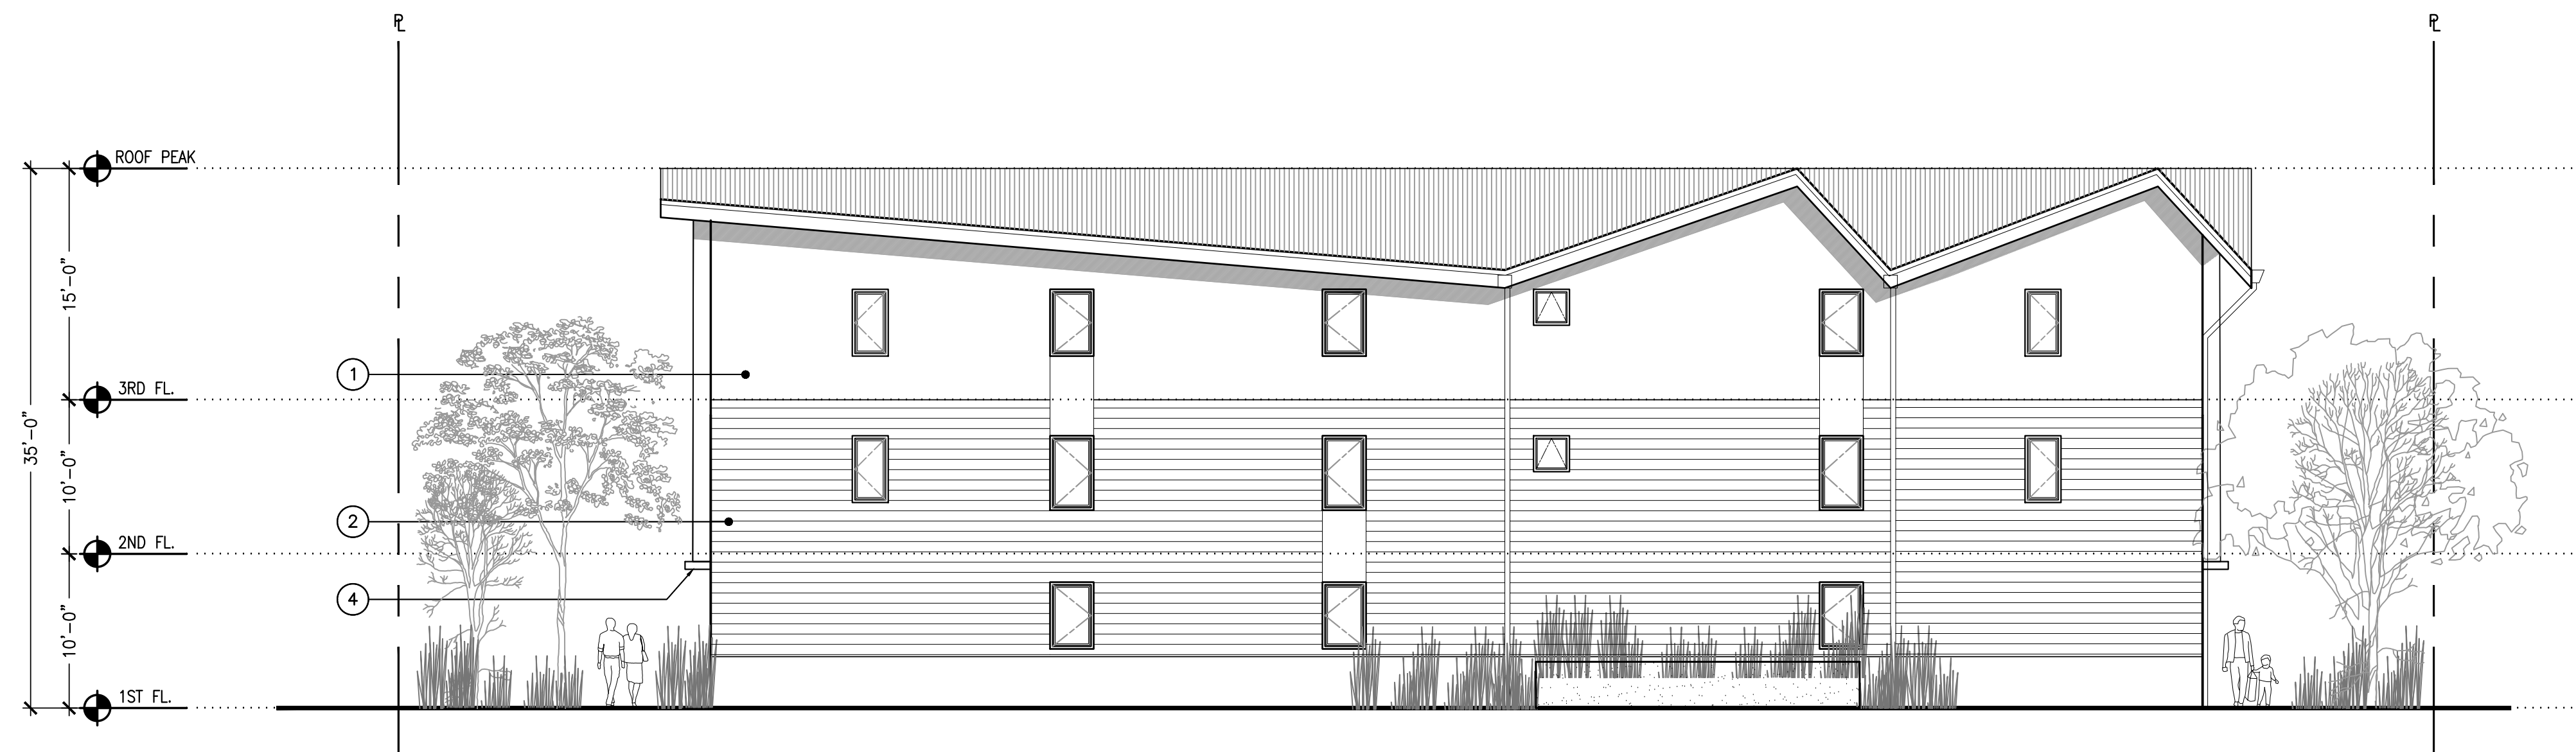 PL
PL
ROOF PEAK
15'-0"
1
3RD FL.
35'-0"
10'-0"
2
2ND FL.
4
10'-0"
1ST FL.